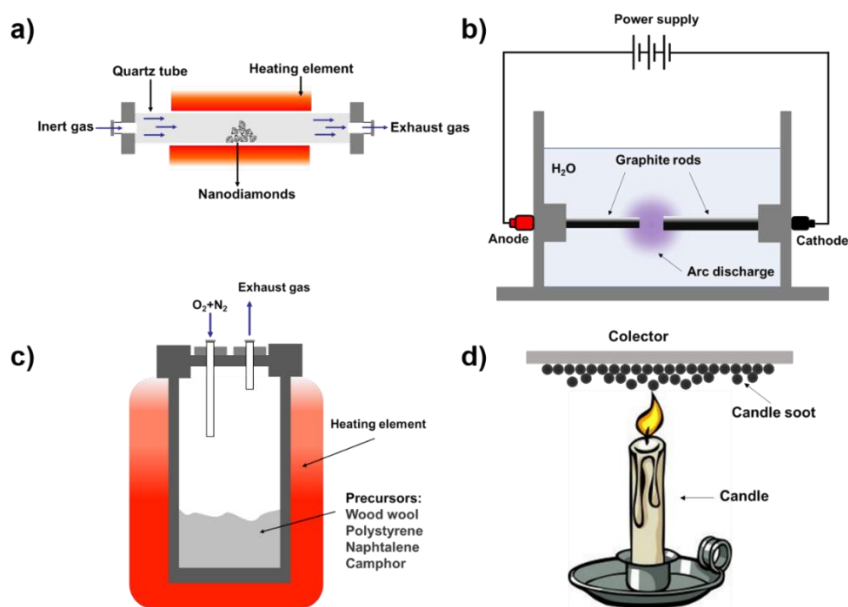 a)
Quartz tube
Heating element
Inert gas
Exhaust gas
Nanodiamonds
b)
Power supply
H₂O
Graphite rods
Anode
Cathode
Arc discharge
c)
Exhaust gas
O₂+N₂
Heating element
Precursors:
Wood wool
Polystyrene
Naphtalene
Camphor
d)
Colector
Candle soot
Candle